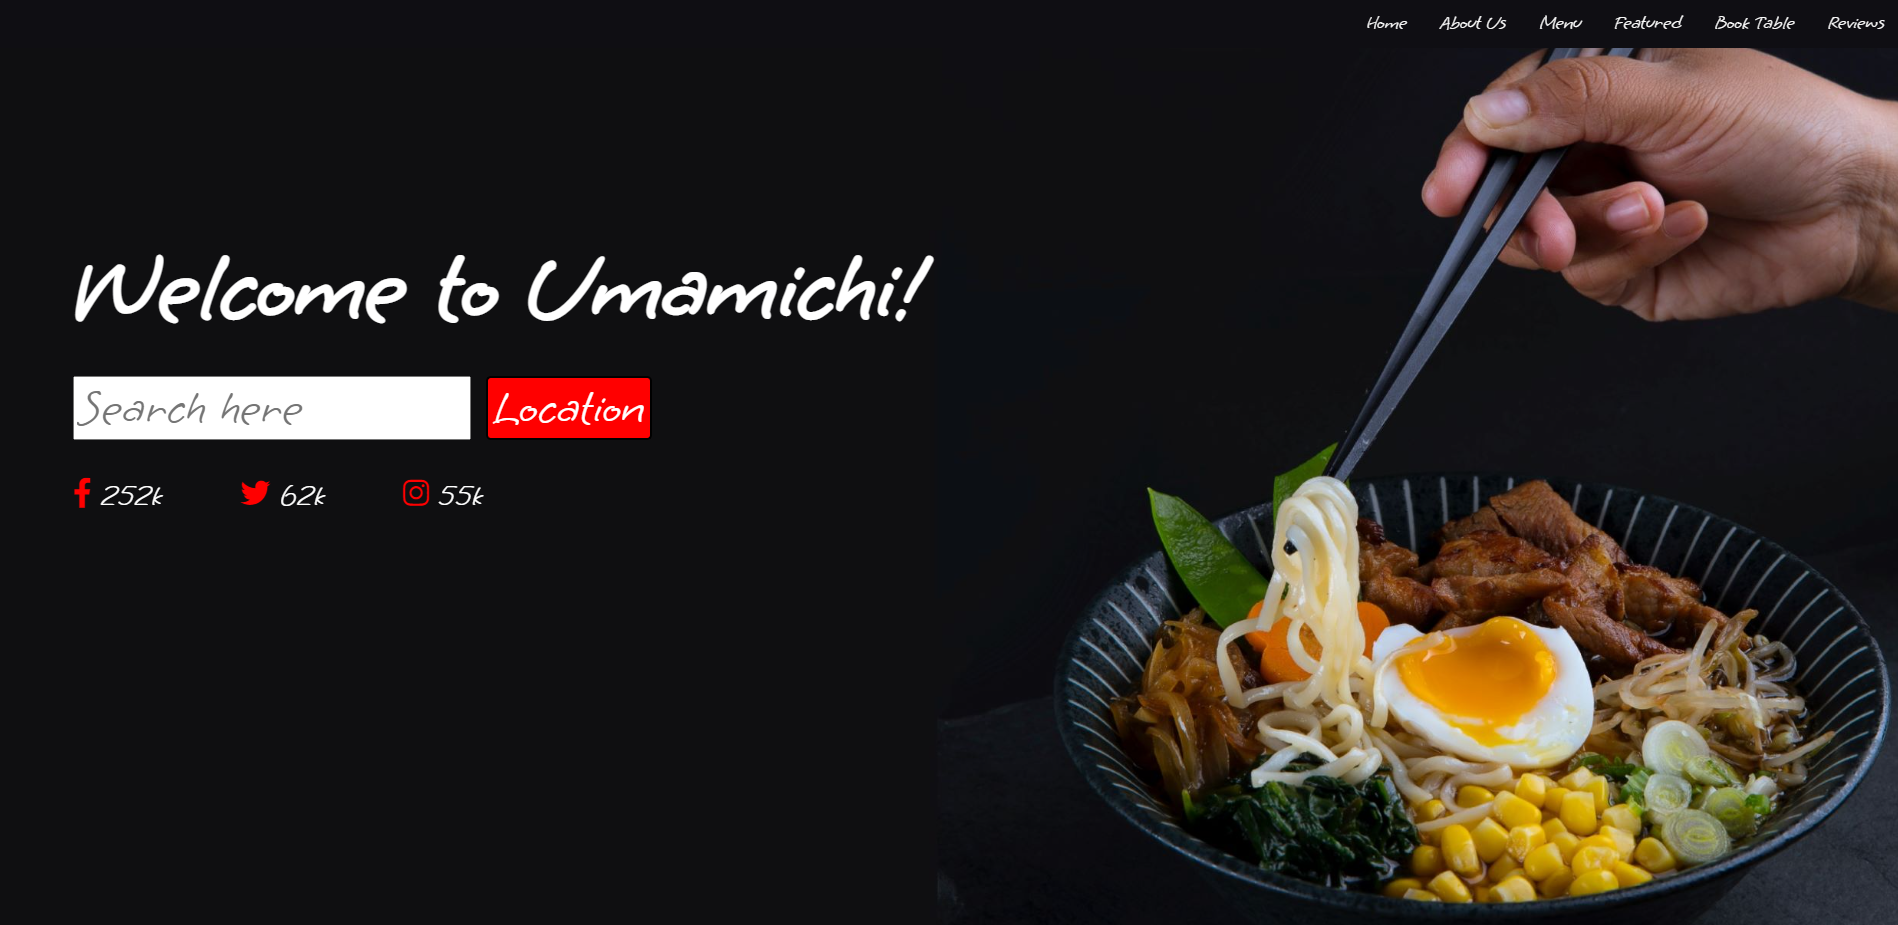 Home About Us Menu Featured Book Table Reviews
Welcome to Umamichi!
Search here Location
252k 62k 55k